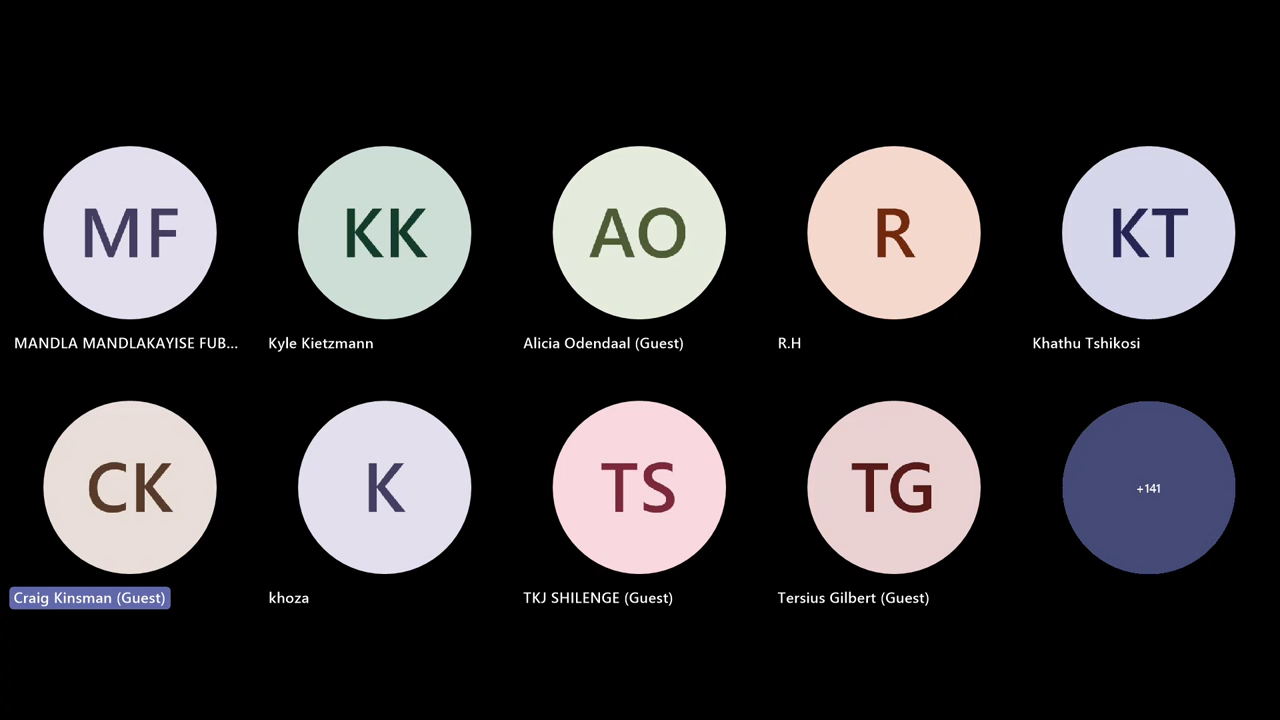 MF
KK
AO
R
KT
MANDLA MANDLAKAYISE FUB...
Kyle Kietzmann
Alicia Odendaal (Guest)
R.H
Khathu Tshikosi
CK
K
TS
TG
+141
Craig Kinsman (Guest)
khoza
TKJ SHILENGE (Guest)
Tersius Gilbert (Guest)